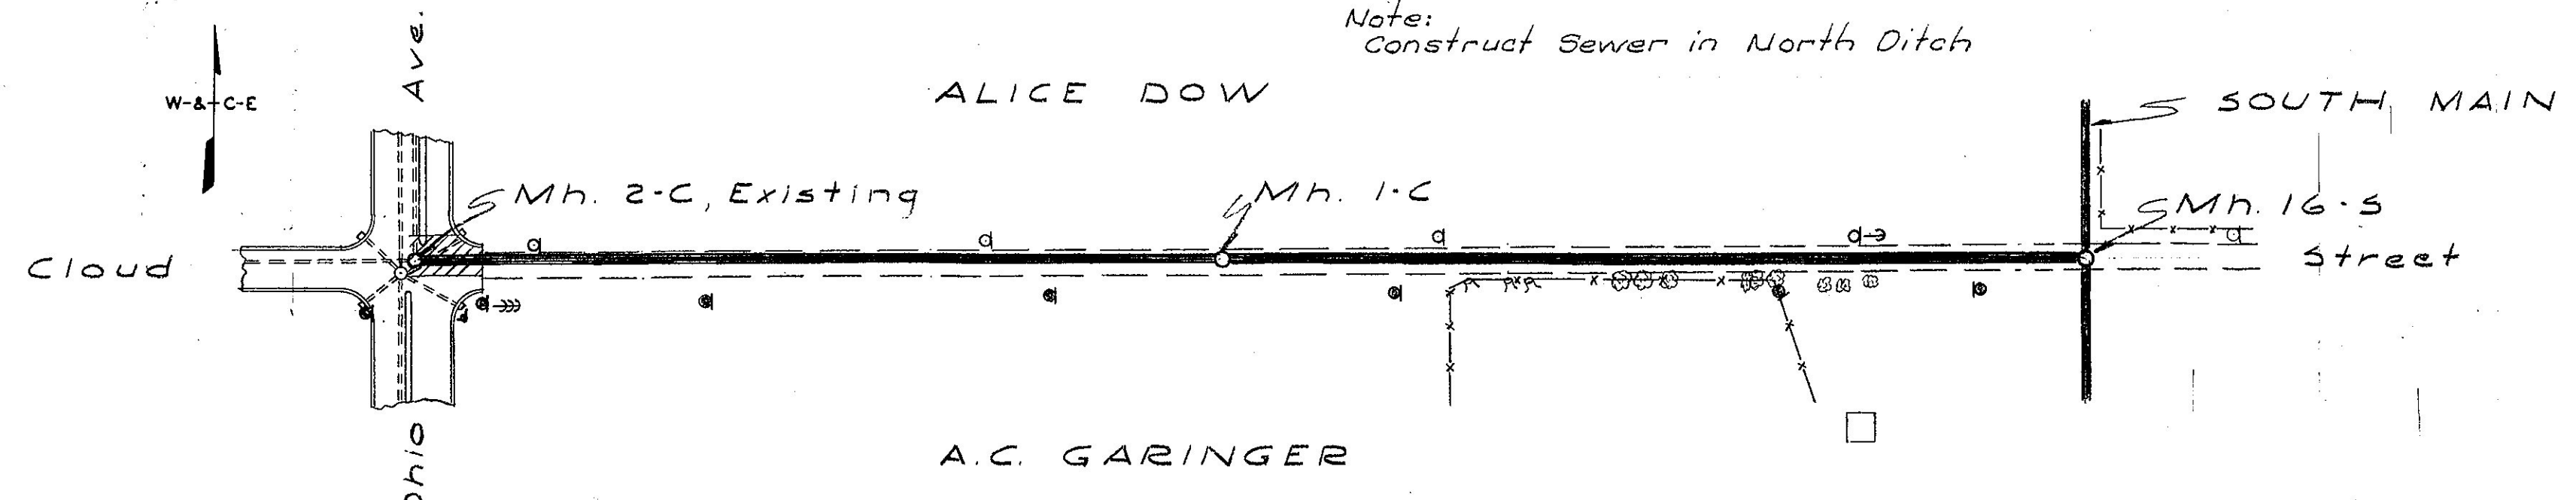 Note:
Construct Sewer in North Ditch
Ave.
W-&-C-E
ALICE DOW
SOUTH MAIN
Mh. 2-C, Existing
Mh. 1-C
Mh. 16-S
Cloud
Street
A.C. GARINGER